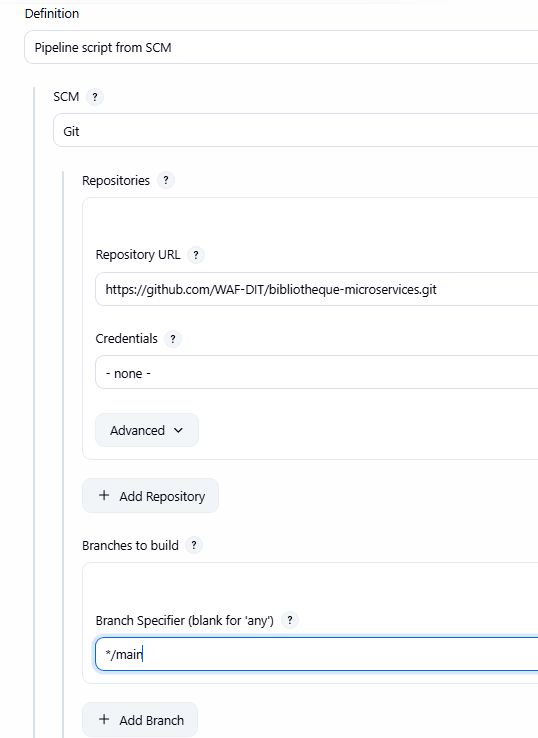 Definition
Pipeline script from SCM
SCM ?
Git
Repositories ?
Repository URL ?
https://github.com/WAF-DIT/bibliotheque-microservices.git
Credentials ?
- none -
Advanced
+ Add Repository
Branches to build ?
Branch Specifier (blank for 'any') ?
*/main
+ Add Branch